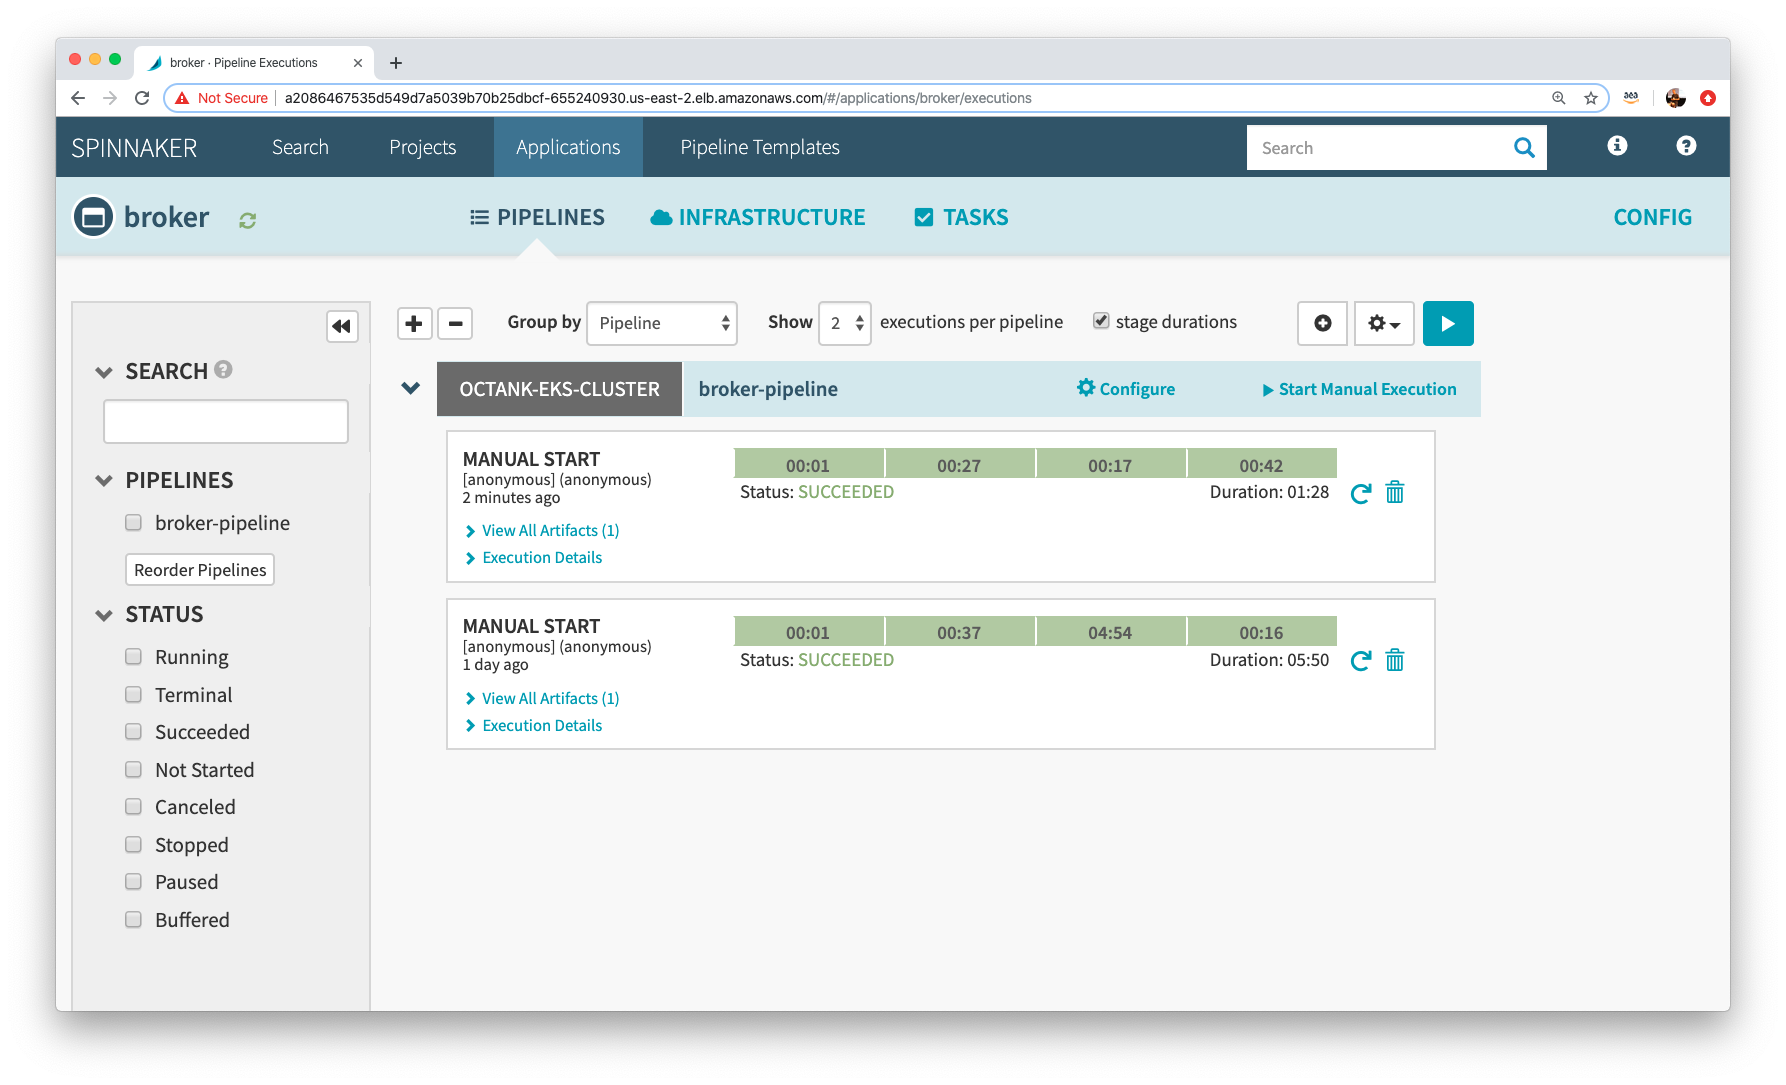 broker · Pipeline Executions
Not Secure a2086467535d549d7a5039b70b25dbcf-655240930.us-east-2.elb.amazonaws.com/#/applications/broker/executions
SPINNAKER Search Projects Applications Pipeline Templates Search
broker PIPELINES INFRASTRUCTURE TASKS CONFIG
Group by Pipeline Show 2 executions per pipeline stage durations
SEARCH
PIPELINES
broker-pipeline
Reorder Pipelines
STATUS
Running
Terminal
Succeeded
Not Started
Canceled
Stopped
Paused
Buffered
OCTANK-EKS-CLUSTER broker-pipeline Configure Start Manual Execution
MANUAL START
[anonymous] (anonymous)
2 minutes ago
00:01 00:27 00:17 00:42
Status: SUCCEEDED Duration: 01:28
View All Artifacts (1)
Execution Details
MANUAL START
[anonymous] (anonymous)
1 day ago
00:01 00:37 04:54 00:16
Status: SUCCEEDED Duration: 05:50
View All Artifacts (1)
Execution Details